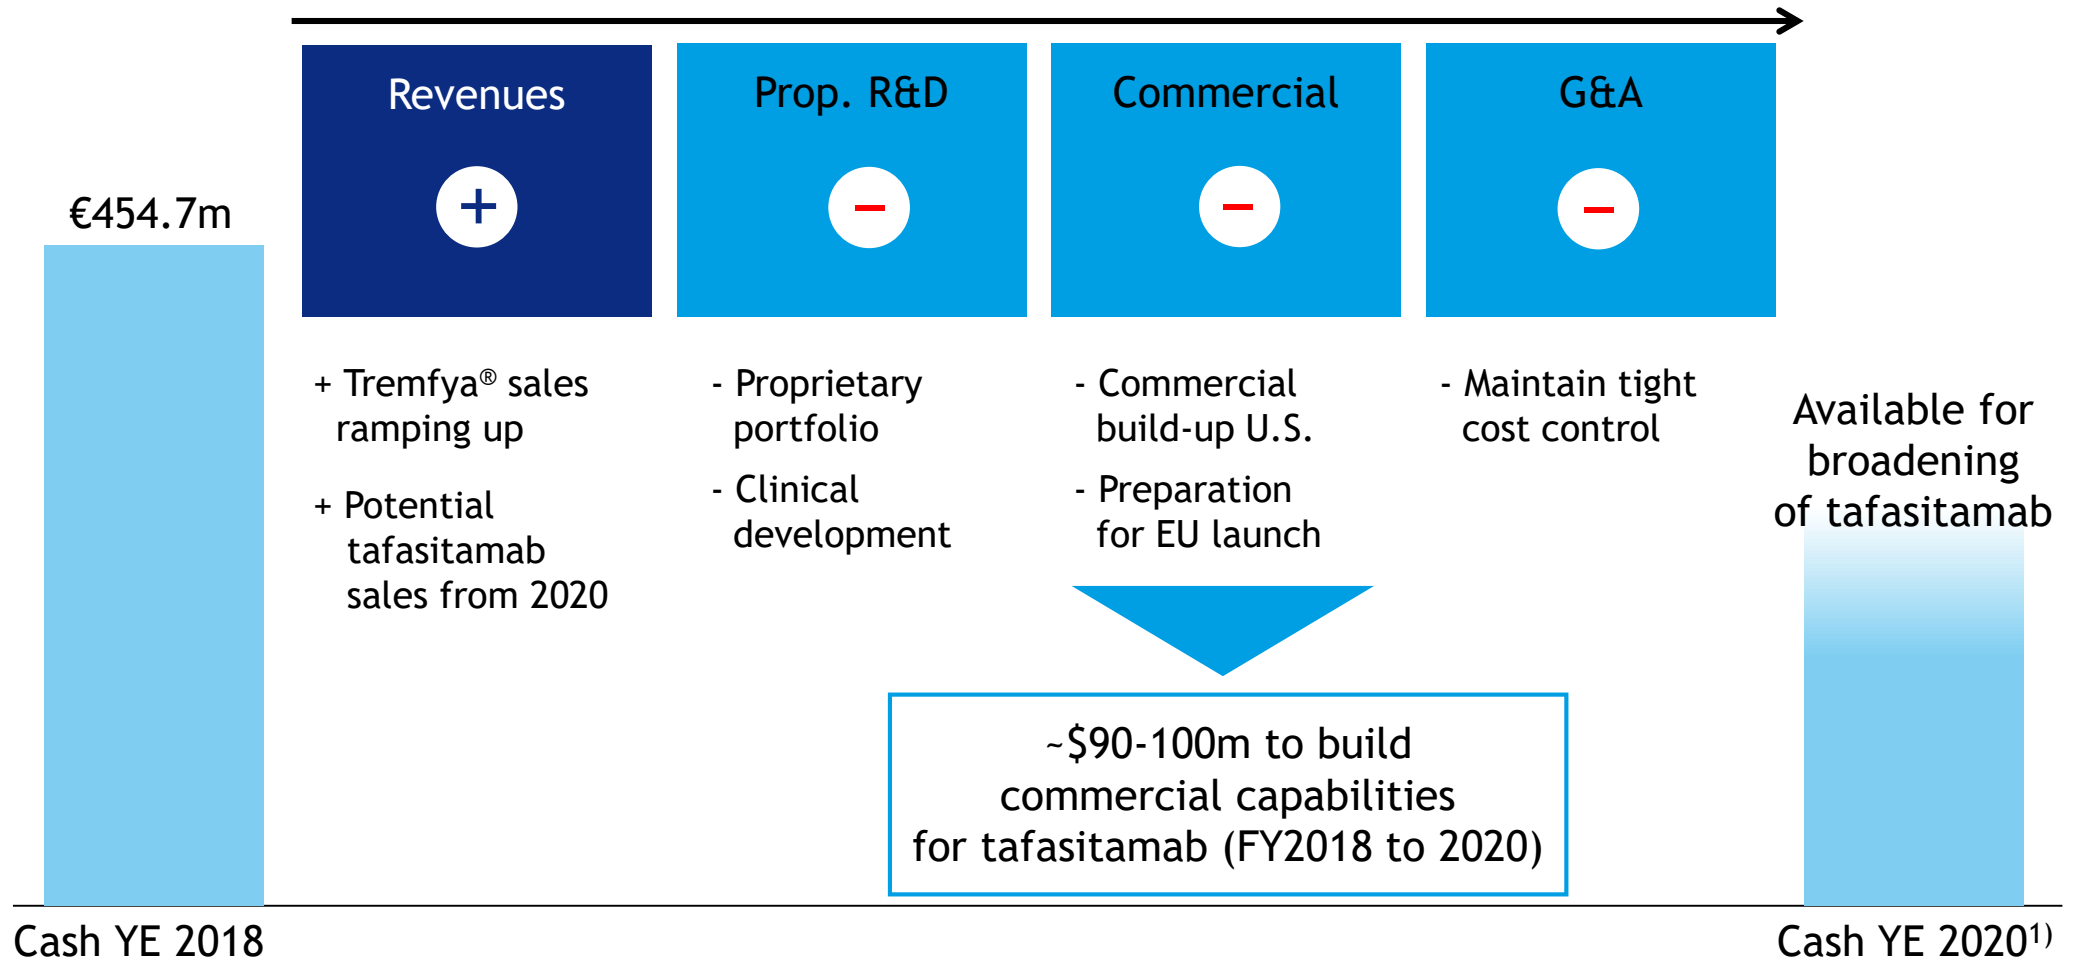 Revenues
+
Prop. R&D
–
Commercial
–
G&A
–
€454.7m
+ Tremfya® sales
ramping up
+ Potential
tafasitamab
sales from 2020
- Proprietary
portfolio
- Clinical
development
- Commercial
build-up U.S.
- Preparation
for EU launch
- Maintain tight
cost control
Available for
broadening
of tafasitamab
~$90-100m to build
commercial capabilities
for tafasitamab (FY2018 to 2020)
Cash YE 2018
Cash YE 2020¹⁾